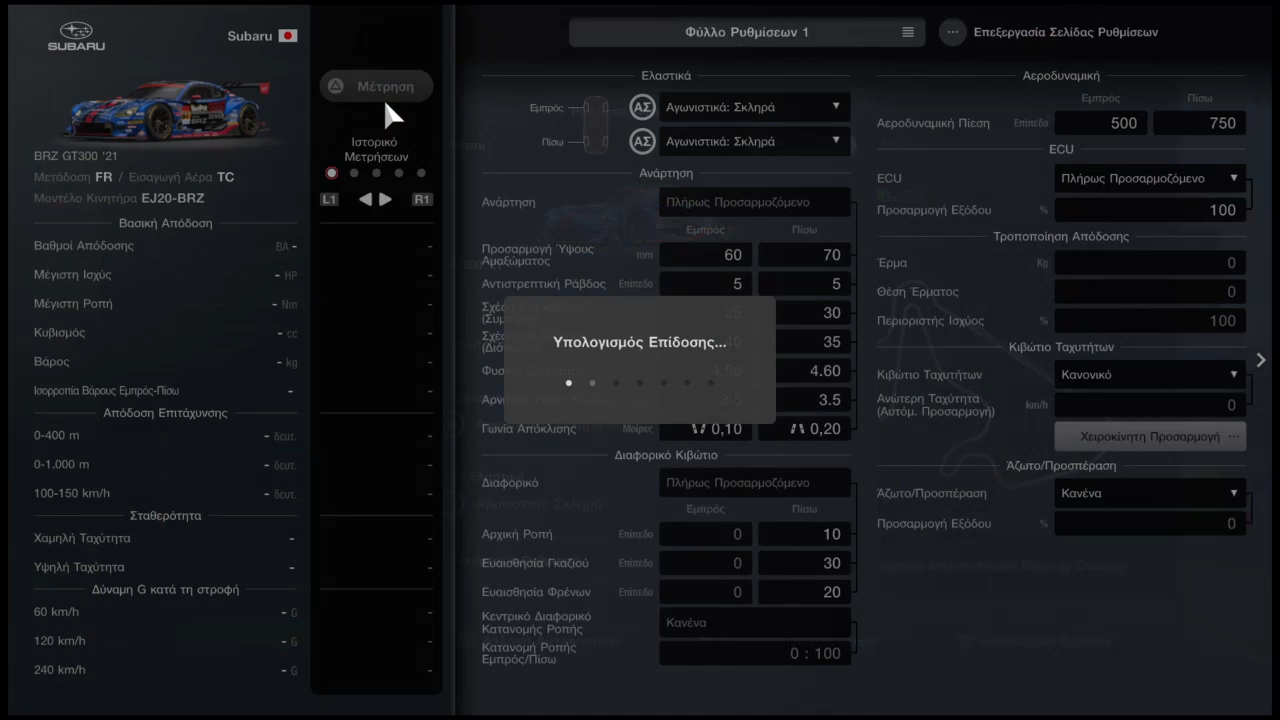 SUBARU
Subaru
BRZ GT300 '21
Μετάδοση FR / Εισαγωγή Αέρα TC
Μοντέλο Κινητήρα EJ20-BRZ
Βασική Απόδοση
Βαθμοί Απόδοσης ΒΑ -
Μέγιστη Ισχύς - HP
Μέγιστη Ροπή - Nm
Κυβισμός - cc
Βάρος - kg
Ισορροπία Βάρους Εμπρός-Πίσω -
Απόδοση Επιτάχυνσης
0-400 m - δευτ.
0-1.000 m - δευτ.
100-150 km/h - δευτ.
Σταθερότητα
Χαμηλή Ταχύτητα -
Υψηλή Ταχύτητα -
Δύναμη G κατά τη στροφή
60 km/h - G
120 km/h - G
240 km/h - G
Μέτρηση
Ιστορικό
Μετρήσεων
L1 R1
Φύλλο Ρυθμίσεων 1
Επεξεργασία Σελίδας Ρυθμίσεων
Ελαστικά
Εμπρός ΑΣ Αγωνιστικά: Σκληρά
Πίσω ΑΣ Αγωνιστικά: Σκληρά
Ανάρτηση
Ανάρτηση Πλήρως Προσαρμοζόμενο
Εμπρός Πίσω
Προσαρμογή Ύψους
Αμαξώματος mm 60 70
Αντιστρεπτική Ράβδος Επίπεδο 5 5
25 30
40 35
4.50 4.60
3.5 3.5
Γωνία Απόκλισης Μοίρες 0,10 0,20
Υπολογισμός Επίδοσης...
Διαφορικό Κιβώτιο
Διαφορικό Πλήρως Προσαρμοζόμενο
Εμπρός Πίσω
Αρχική Ροπή Επίπεδο 0 10
Ευαισθησία Γκαζιού Επίπεδο 0 30
Ευαισθησία Φρένων Επίπεδο 0 20
Κεντρικό Διαφορικό
Κατανομής Ροπής Κανένα
Κατανομή Ροπής
Εμπρός/Πίσω 0 : 100
Αεροδυναμική
Εμπρός Πίσω
Αεροδυναμική Πίεση Επίπεδο 500 750
ECU
ECU Πλήρως Προσαρμοζόμενο
Προσαρμογή Εξόδου % 100
Τροποποίηση Απόδοσης
Έρμα Kg 0
Θέση Έρματος 0
Περιοριστής Ισχύος % 100
Κιβώτιο Ταχυτήτων
Κιβώτιο Ταχυτήτων Κανονικό
Ανώτερη Ταχύτητα
(Αυτόμ. Προσαρμογή) km/h 0
Χειροκίνητη Προσαρμογή
Άζωτο/Προσπέραση
Άζωτο/Προσπέραση Κανένα
Προσαρμογή Εξόδου % 0